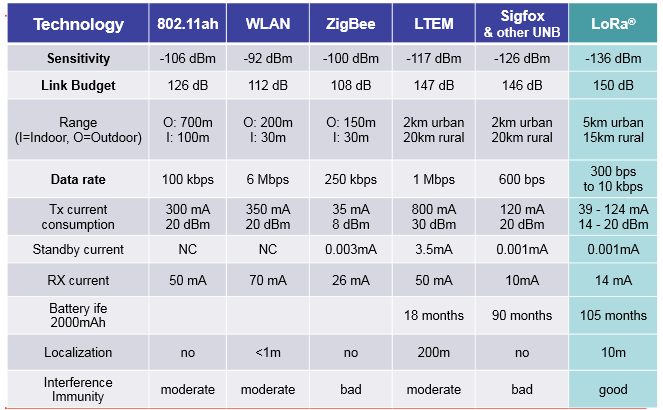 Technology 802.11ah WLAN ZigBee LTEM Sigfox & other UNB LoRa®
Sensitivity -106 dBm -92 dBm -100 dBm -117 dBm -126 dBm -136 dBm
Link Budget 126 dB 112 dB 108 dB 147 dB 146 dB 150 dB
Range O: 700m O: 200m O: 150m 2km urban 2km urban 5km urban
(I=Indoor, O=Outdoor) I: 100m I: 30m I: 30m 20km rural 20km rural 15km rural
Data rate 100 kbps 6 Mbps 250 kbps 1 Mbps 600 bps 300 bps to 10 kbps
Tx current 300 mA 350 mA 35 mA 800 mA 120 mA 39 - 124 mA
consumption 20 dBm 20 dBm 8 dBm 30 dBm 20 dBm 14 - 20 dBm
Standby current NC NC 0.003mA 3.5mA 0.001mA 0.001mA
RX current 50 mA 70 mA 26 mA 50 mA 10mA 14 mA
Battery ife
2000mAh 18 months 90 months 105 months
Localization no <1m no 200m no 10m
Interference
Immunity moderate moderate bad moderate bad good